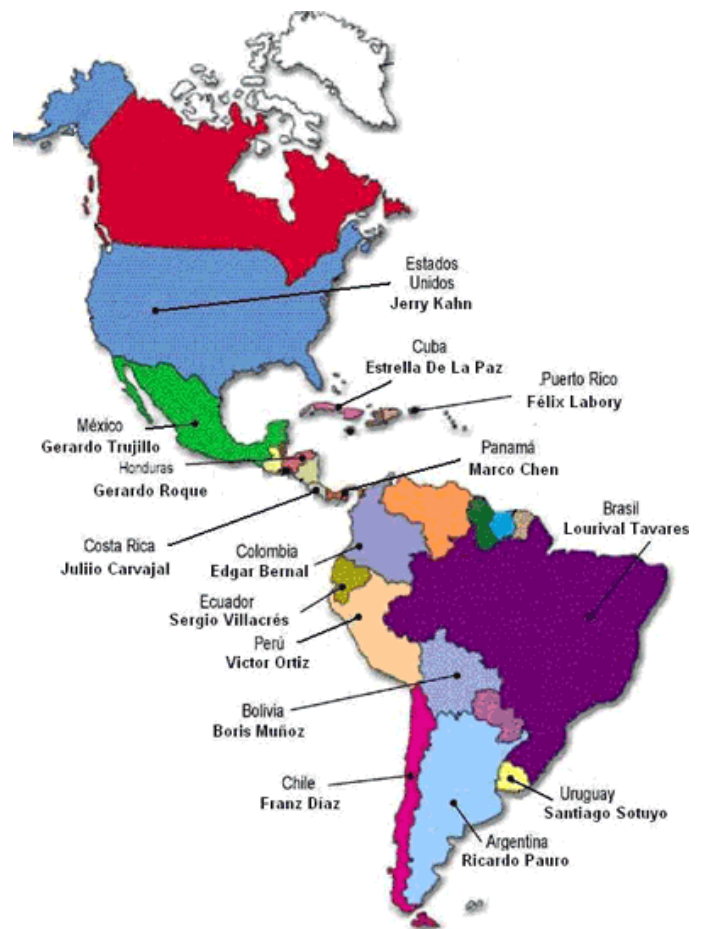 Estados
Unidos
Jerry Kahn
Cuba
Estrella De La Paz
.Puerto Rico
Félix Labory
México
Gerardo Trujillo
Honduras
Gerardo Roque
Panamá
Marco Chen
Costa Rica
Juliio Carvajal
Colombia
Edgar Bernal
Brasil
Lourival Tavares
Ecuador
Sergio Villacrés
Perú
Victor Ortiz
Bolivia
Boris Muñoz
Chile
Franz Díaz
Uruguay
Santiago Sotuyo
Argentina
Ricardo Pauro